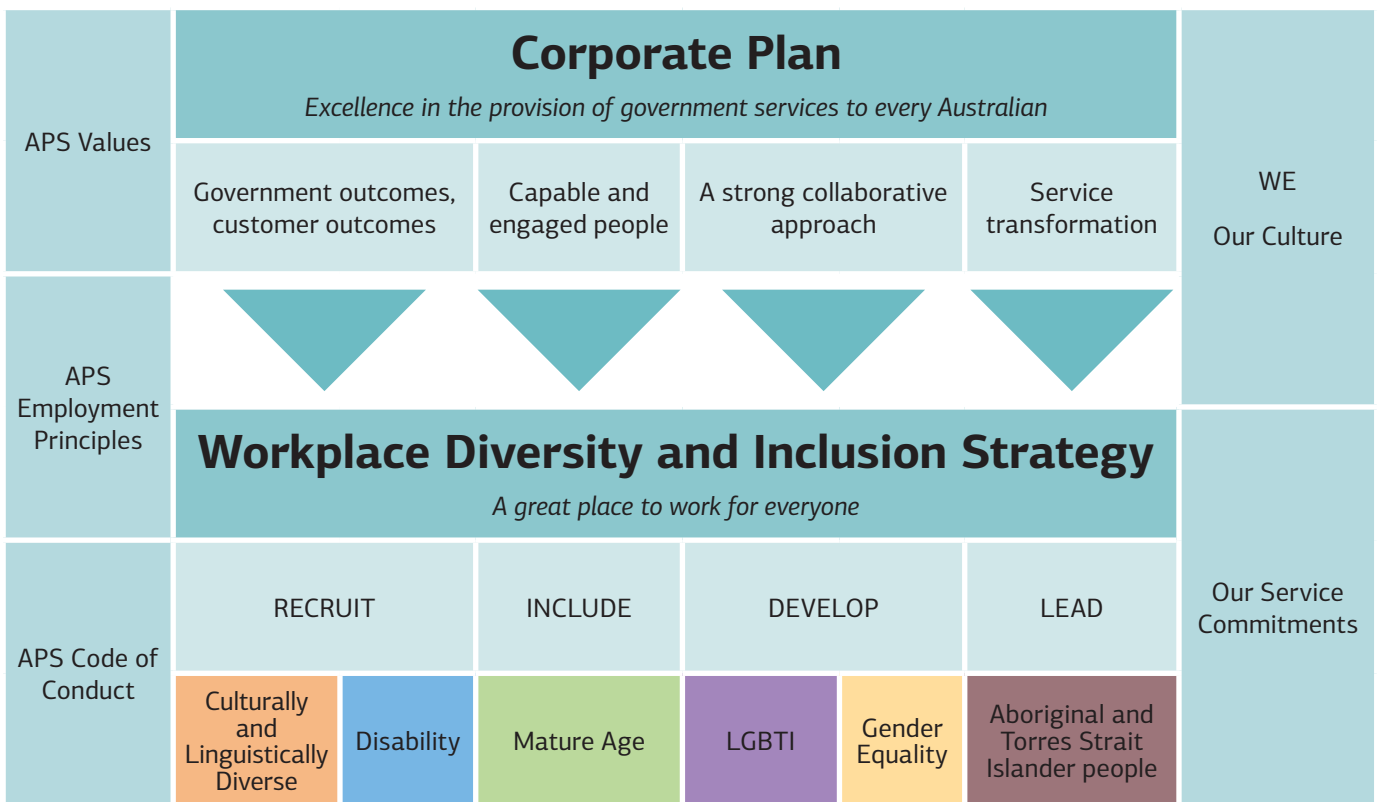 APS Values
Corporate Plan
Excellence in the provision of government services to every Australian
Government outcomes,
customer outcomes
Capable and
engaged people
A strong collaborative
approach
Service
transformation
WE
Our Culture
APS
Employment
Principles
Workplace Diversity and Inclusion Strategy
A great place to work for everyone
APS Code of
Conduct
RECRUIT
INCLUDE
DEVELOP
LEAD
Culturally
and
Linguistically
Diverse
Disability
Mature Age
LGBTI
Gender
Equality
Aboriginal and
Torres Strait
Islander people
Our Service
Commitments